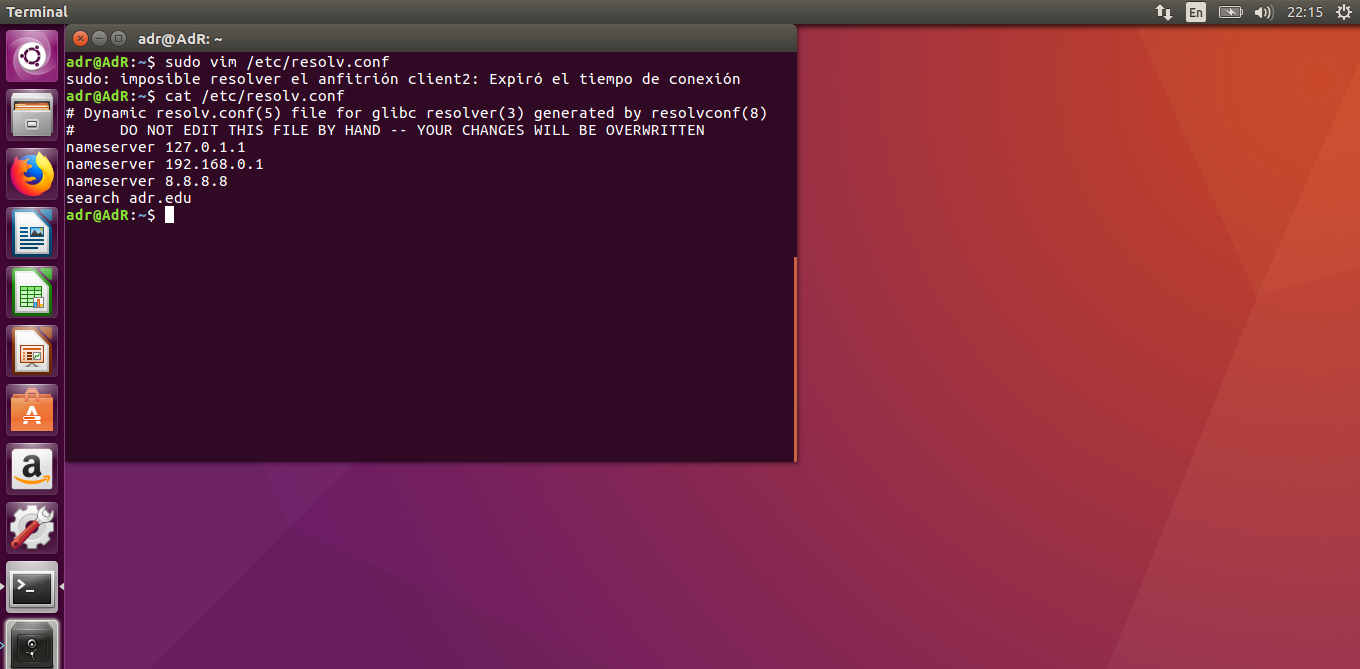 Terminal
En
22:15
adr@AdR: ~
adr@AdR:~$ sudo vim /etc/resolv.conf
sudo: imposible resolver el anfitrión client2: Expiró el tiempo de conexión
adr@AdR:~$ cat /etc/resolv.conf
# Dynamic resolv.conf(5) file for glibc resolver(3) generated by resolvconf(8)
#     DO NOT EDIT THIS FILE BY HAND -- YOUR CHANGES WILL BE OVERWRITTEN
nameserver 127.0.1.1
nameserver 192.168.0.1
nameserver 8.8.8.8
search adr.edu
adr@AdR:~$